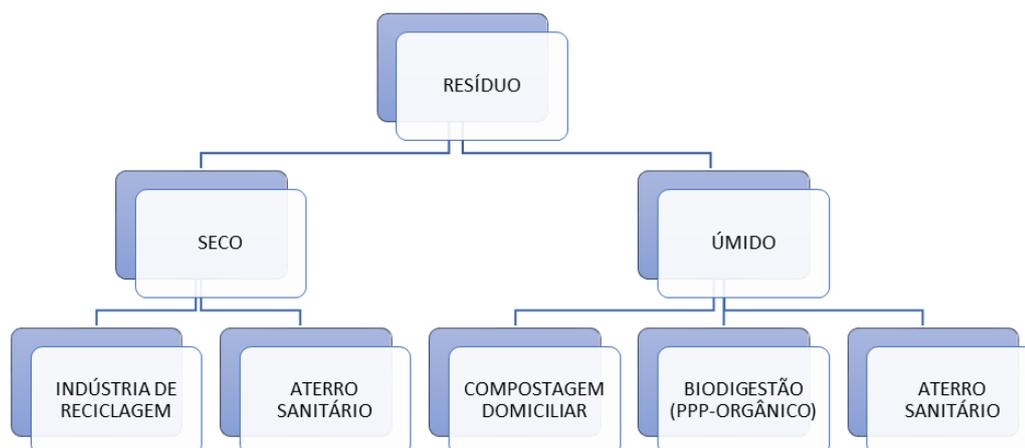 RESÍDUO
SECO
ÚMIDO
INDÚSTRIA DE
RECICLAGEM
ATERRO
SANITÁRIO
COMPOSTAGEM
DOMICILIAR
BIODIGESTÃO
(PPP-ORGÂNICO)
ATERRO
SANITÁRIO